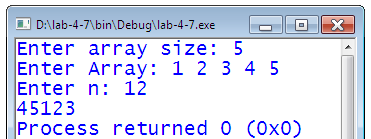 D:\lab-4-7\bin\Debug\lab-4-7.exe
Enter array size: 5
Enter Array: 1 2 3 4 5
Enter n: 12
45123
Process returned 0 (0x0)